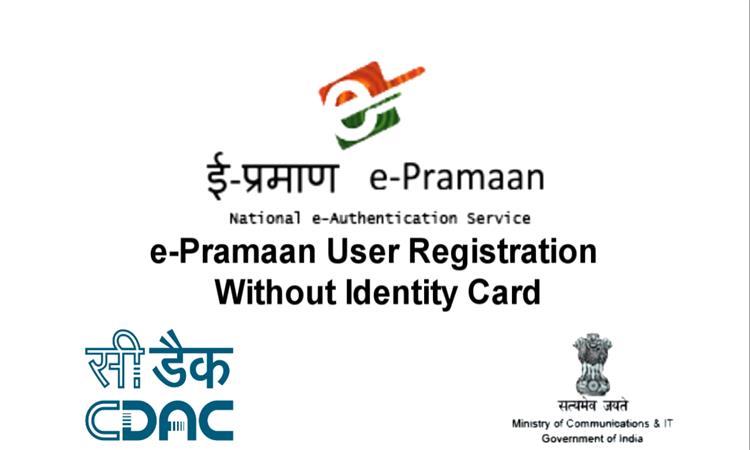 e
ई-प्रमाण e-Pramaan
National e-Authentication Service
e-Pramaan User Registration
Without Identity Card
सी डैक
CDAC
सत्यमेव जयते
Ministry of Communications & IT
Government of India